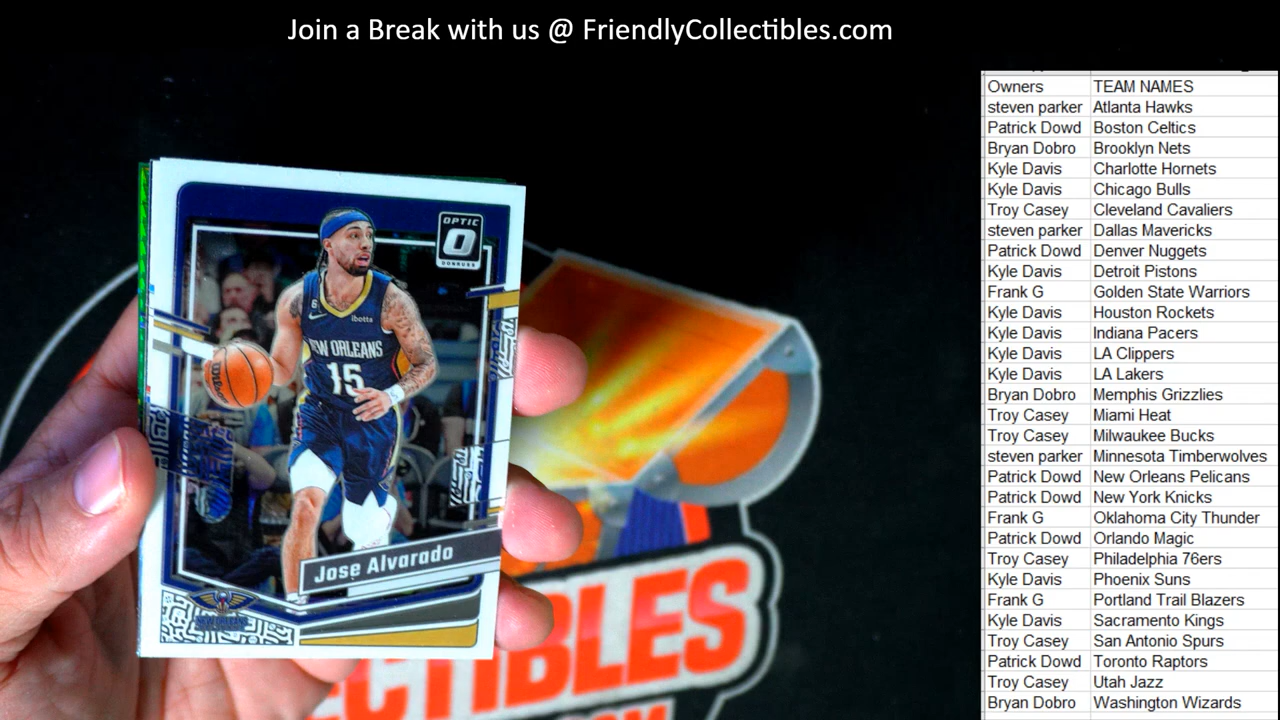 Join a Break with us @ FriendlyCollectibles.com
Owners TEAM NAMES
steven parker Atlanta Hawks
Patrick Dowd Boston Celtics
Bryan Dobro Brooklyn Nets
Kyle Davis Charlotte Hornets
Kyle Davis Chicago Bulls
Troy Casey Cleveland Cavaliers
steven parker Dallas Mavericks
Patrick Dowd Denver Nuggets
Kyle Davis Detroit Pistons
Frank G Golden State Warriors
Kyle Davis Houston Rockets
Kyle Davis Indiana Pacers
Kyle Davis LA Clippers
Kyle Davis LA Lakers
Bryan Dobro Memphis Grizzlies
Troy Casey Miami Heat
Troy Casey Milwaukee Bucks
steven parker Minnesota Timberwolves
Patrick Dowd New Orleans Pelicans
Patrick Dowd New York Knicks
Frank G Oklahoma City Thunder
Patrick Dowd Orlando Magic
Troy Casey Philadelphia 76ers
Kyle Davis Phoenix Suns
Frank G Portland Trail Blazers
Kyle Davis Sacramento Kings
Troy Casey San Antonio Spurs
Patrick Dowd Toronto Raptors
Troy Casey Utah Jazz
Bryan Dobro Washington Wizards
OPTIC
O
DONRUSS
6
ibotta
NEW ORLEANS
15
Wilson
Jose Alvarado
NEW ORLEANS
ECTIBLES